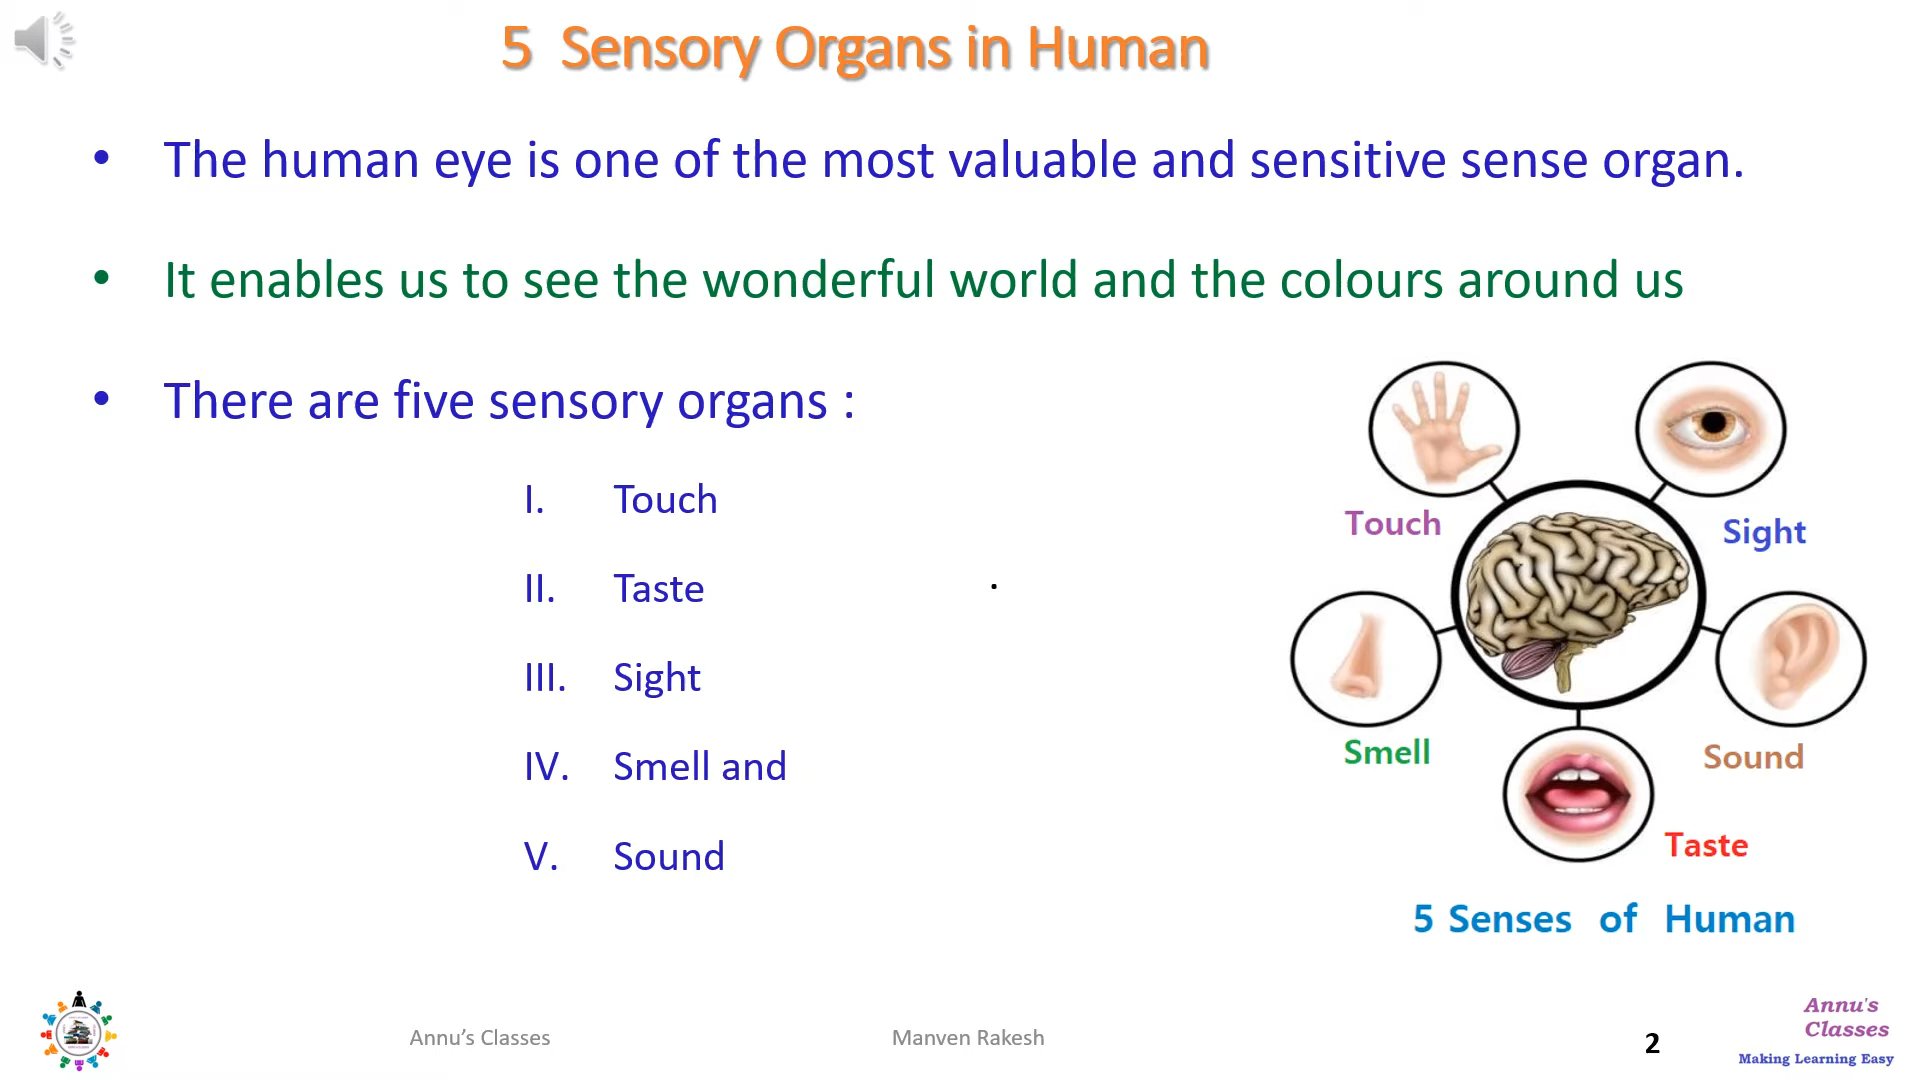 5 Sensory Organs in Human
• The human eye is one of the most valuable and sensitive sense organ.
• It enables us to see the wonderful world and the colours around us
• There are five sensory organs :
I. Touch
II. Taste
III. Sight
IV. Smell and
V. Sound
Touch
Sight
Smell
Sound
Taste
5 Senses of Human
Annu’s Classes
Manven Rakesh
2
Annu's
Classes
Making Learning Easy